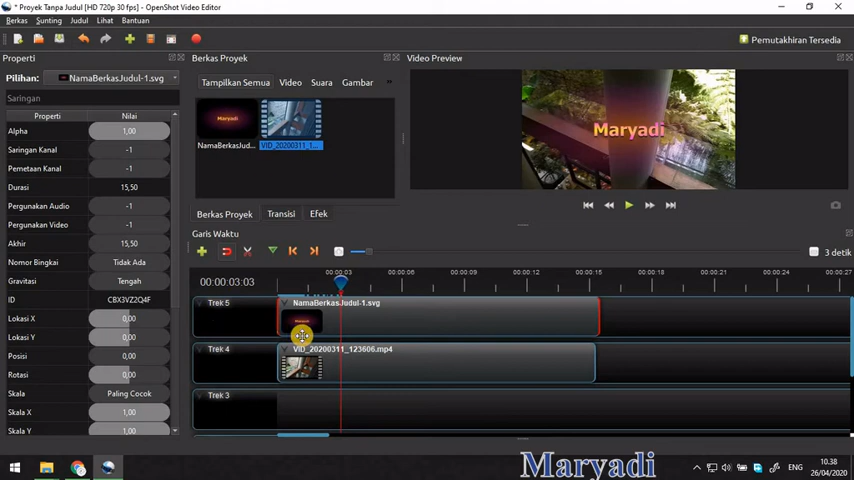 * Proyek Tanpa Judul [HD 720p 30 fps] - OpenShot Video Editor
Berkas Sunting Judul Lihat Bantuan
Pemutakhiran Tersedia
Properti
Berkas Proyek
Video Preview
Pilihan: NamaBerkasJudul-1.svg
Tampilkan Semua Video Suara Gambar »
Saringan
Properti Nilai
Alpha 1,00
Saringan Kanal -1
Pemetaan Kanal -1
Durasi 15,50
Pergunakan Audio -1
Pergunakan Video -1
Akhir 15,50
Nomor Bingkai Tidak Ada
Gravitasi Tengah
ID CBX3VZ2Q4F
Lokasi X 0,00
Lokasi Y 0,00
Posisi 0,00
Rotasi 0,00
Skala Paling Cocok
Skala X 1,00
Skala Y 1,00
Maryadi
NamaBerkasJud... VID_20200311_1...
Berkas Proyek Transisi Efek
Maryadi
Garis Waktu
3 detik
00:00:03:03
00:00:03 00:00:06 00:00:09 00:00:12 00:00:15 00:00:18 00:00:21 00:00:24 00:00:27
Trek 5 NamaBerkasJudul-1.svg
Trek 4 VID_20200311_123606.mp4
Trek 3
Maryadi
ENG
10.38
26/04/2020